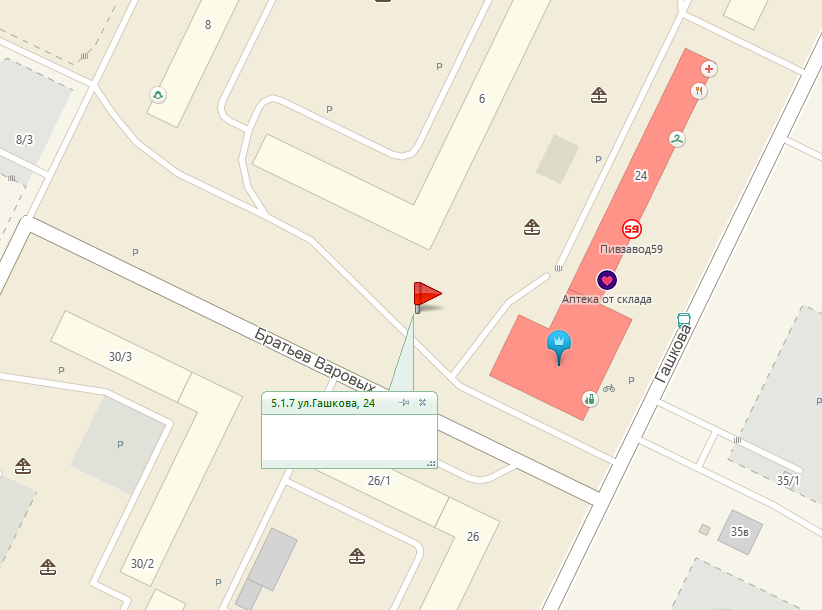 8
P
6
P
8/3
P
24
59
Пивзавод59
P
Аптека от склада
Братьев Варовых
Гашкова
30/3
P
P
5.1.7 ул.Гашкова, 24
P
26/1
35/1
26
35в
30/2
P